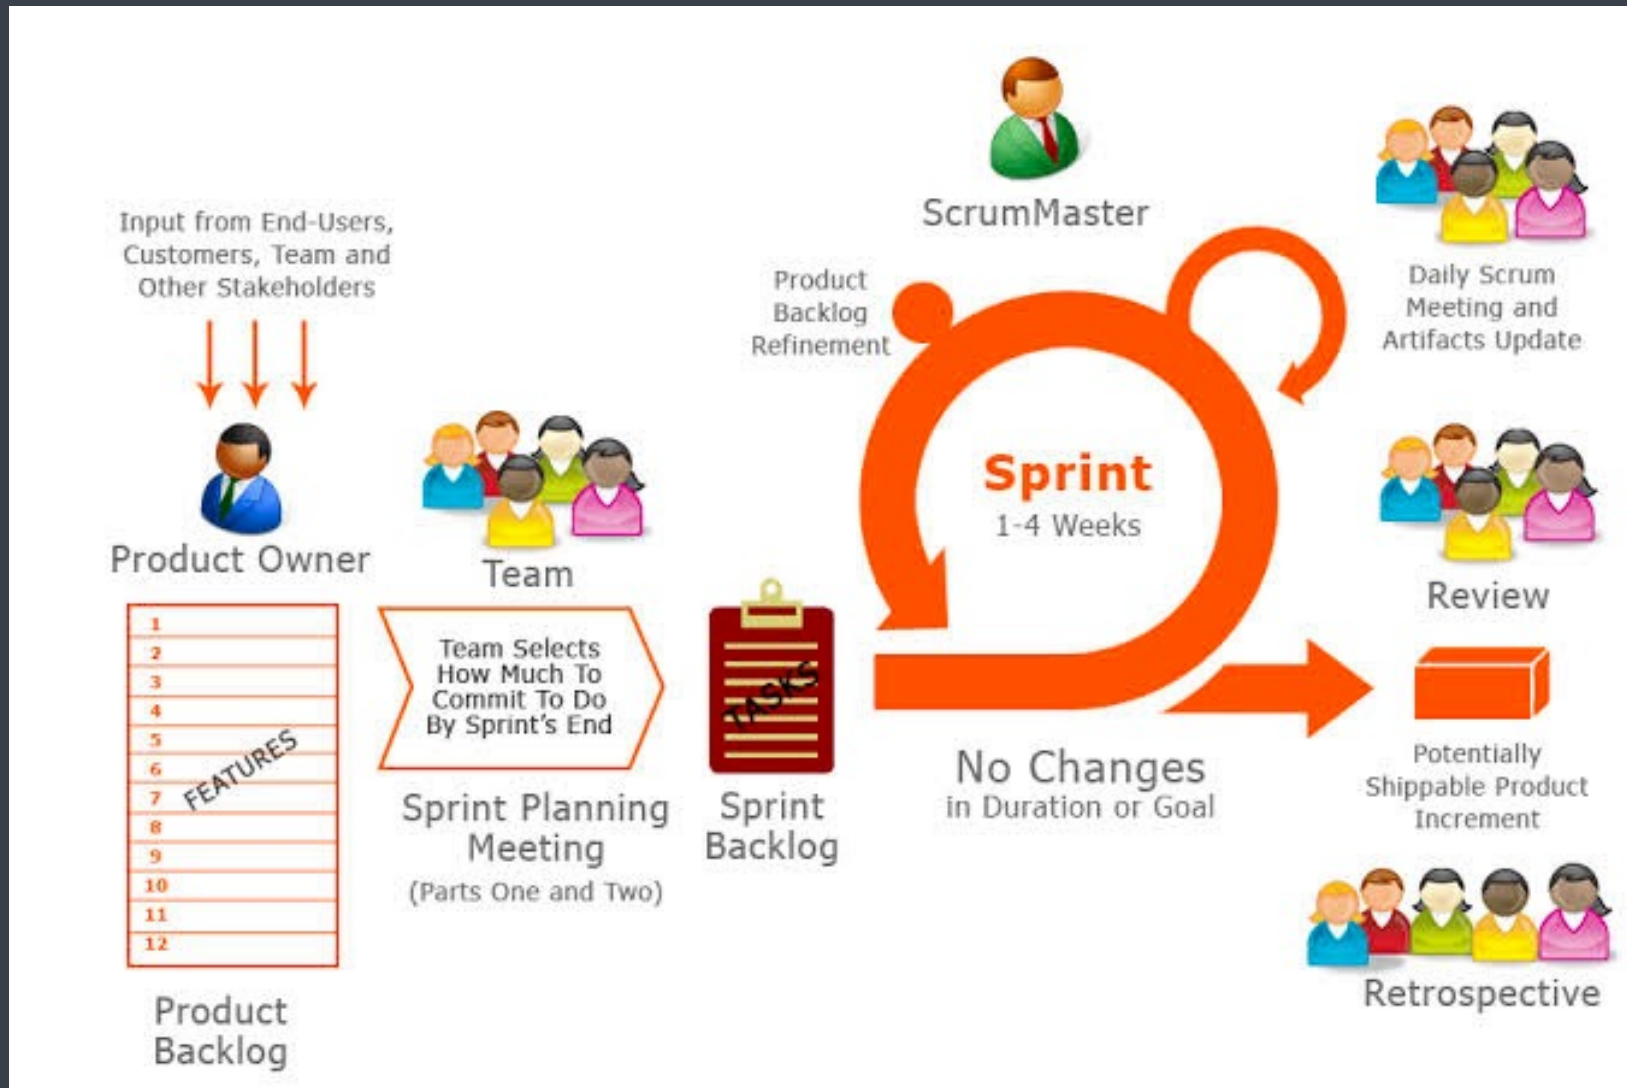 Input from End-Users,
Customers, Team and
Other Stakeholders
Product Owner
1
2
3
4
5
6
7
8
9
10
11
12
FEATURES
Product
Backlog
Team
Team Selects
How Much To
Commit To Do
By Sprint's End
Sprint Planning
Meeting
(Parts One and Two)
TASKS
Sprint
Backlog
ScrumMaster
Product
Backlog
Refinement
Sprint
1-4 Weeks
No Changes
in Duration or Goal
Daily Scrum
Meeting and
Artifacts Update
Review
Potentially
Shippable Product
Increment
Retrospective